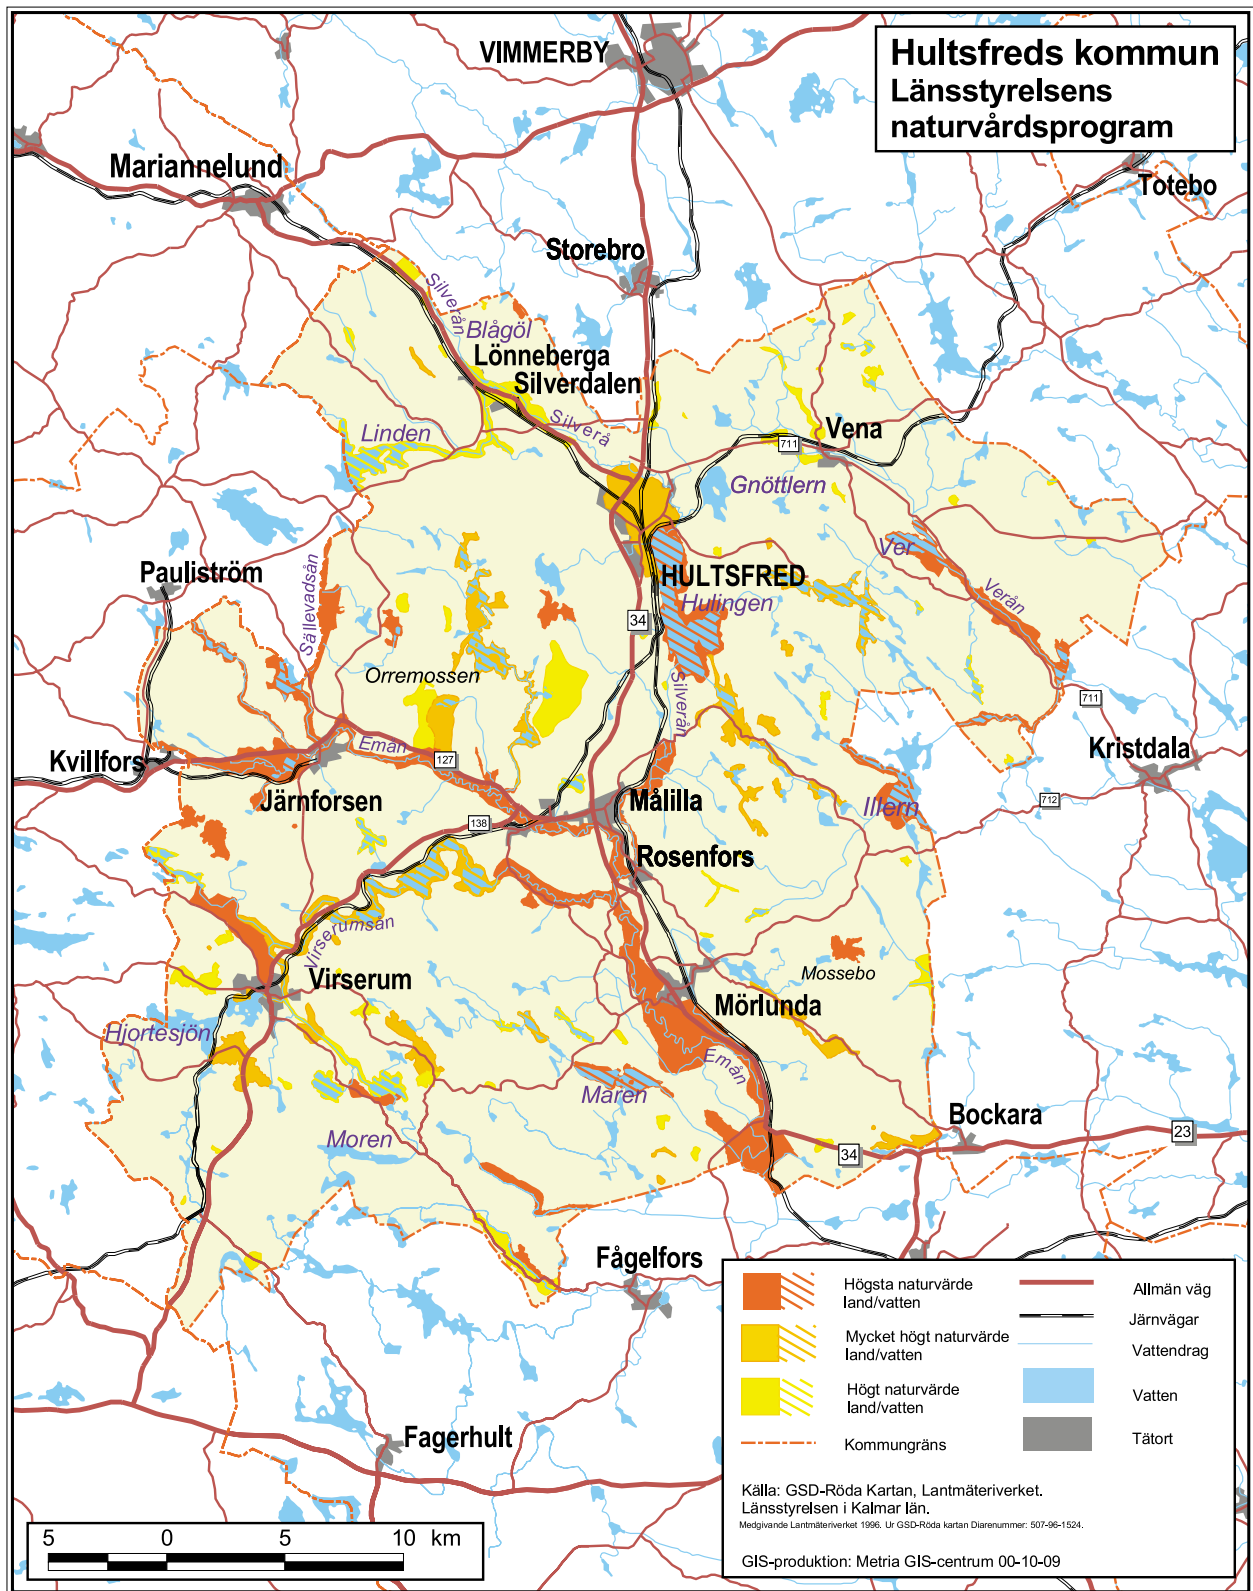 Hultsfreds kommun
Länsstyrelsens
naturvårdsprogram
VIMMERBY
Mariannelund
Totebo
Storebro
Silverån
Blågöl
Lönneberga
Silverdalen
Silverå
Linden
711
Vena
Gnöttlern
Ver
Verån
Pauliström
Sällevadsån
HULTSFRED
Hulingen
34
Orremossen
Silverån
711
Kristdala
Kvillfors
Emån
127
Järnforsen
138
Målilla
Illern
712
Rosenfors
Virserumsån
Virserum
Mossebo
Mörlunda
Hjortesjön
Emån
Maren
Moren
Bockara
23
34
Fågelfors
Fagerhult
Högsta naturvärde
land/vatten
Mycket högt naturvärde
land/vatten
Högt naturvärde
land/vatten
Kommungräns
Allmän väg
Järnvägar
Vattendrag
Vatten
Tätort
Källa: GSD-Röda Kartan, Lantmäteriverket.
Länsstyrelsen i Kalmar län.
Medgivande Lantmäteriverket 1996. Ur GSD-Röda kartan Diarenummer: 507-96-1524.
GIS-produktion: Metria GIS-centrum 00-10-09
5 0 5 10 km